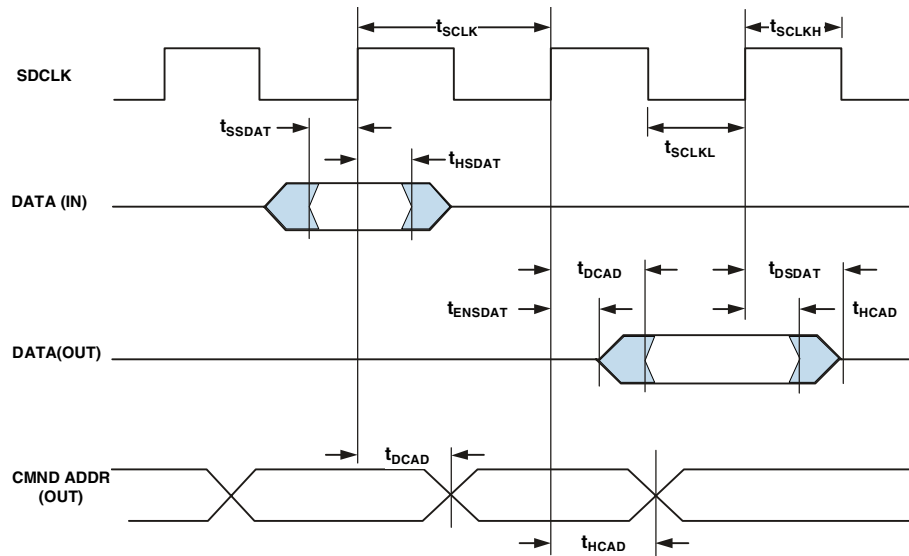 tSCLK
tSCLKH
SDCLK
tSSDAT
tHSDAT
tSCLKL
DATA (IN)
tDCAD
tDSDAT
tENSDAT
tHCAD
DATA(OUT)
tDCAD
CMND ADDR
(OUT)
tHCAD